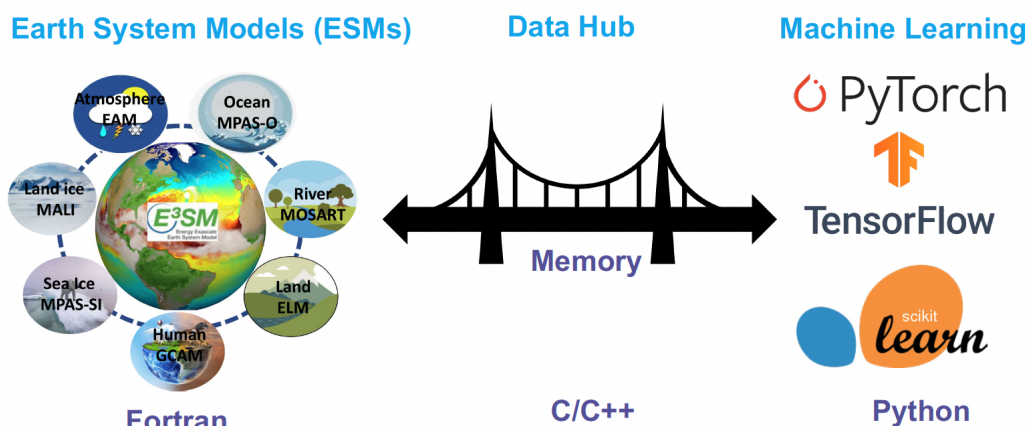 Earth System Models (ESMs)
Data Hub
Machine Learning
Atmosphere
EAM
Ocean
MPAS-O
Land ice
MALI
River
MOSART
E³SM
Energy Exascale
Earth System Model
Sea Ice
MPAS-SI
Land
ELM
Human
GCAM
Fortran
Memory
C/C++
PyTorch
TensorFlow
scikit
learn
Python